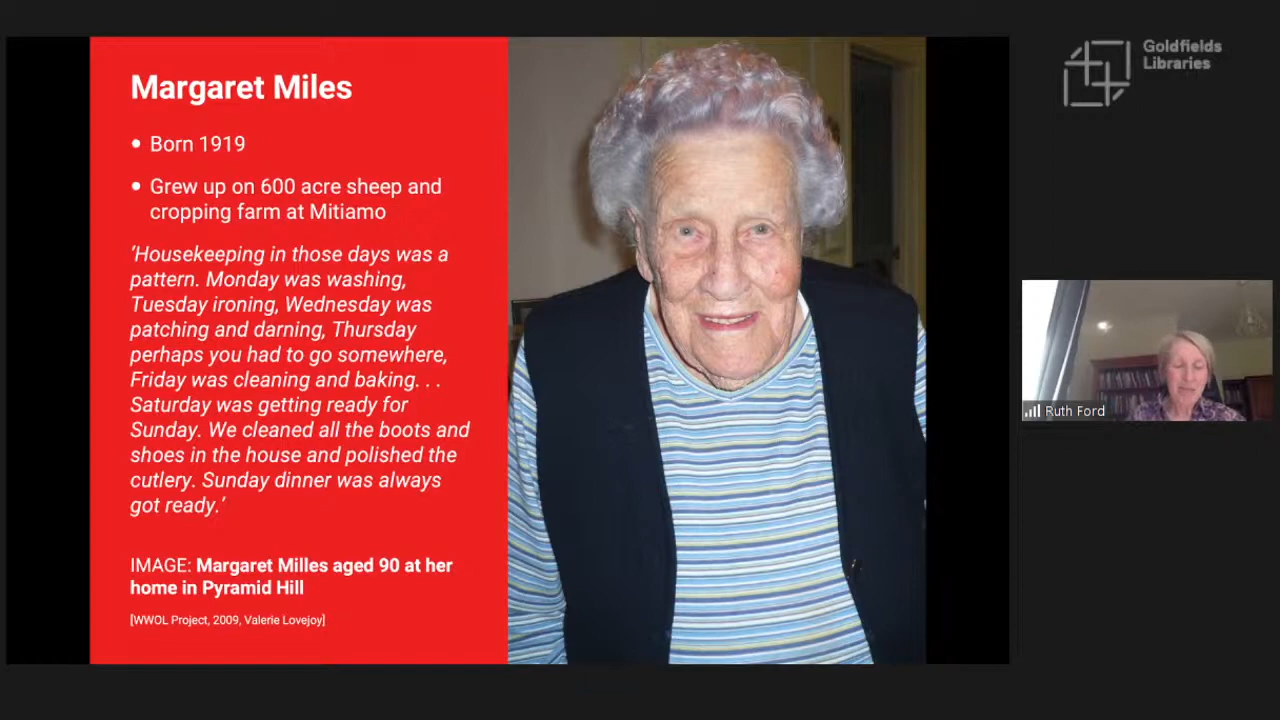 Margaret Miles
• Born 1919
• Grew up on 600 acre sheep and
cropping farm at Mitiamo
‘Housekeeping in those days was a
pattern. Monday was washing,
Tuesday ironing, Wednesday was
patching and darning, Thursday
perhaps you had to go somewhere,
Friday was cleaning and baking. . .
Saturday was getting ready for
Sunday. We cleaned all the boots and
shoes in the house and polished the
cutlery. Sunday dinner was always
got ready.’
IMAGE: Margaret Milles aged 90 at her
home in Pyramid Hill
[WWOL Project, 2009, Valerie Lovejoy]
Goldfields
Libraries
Ruth Ford